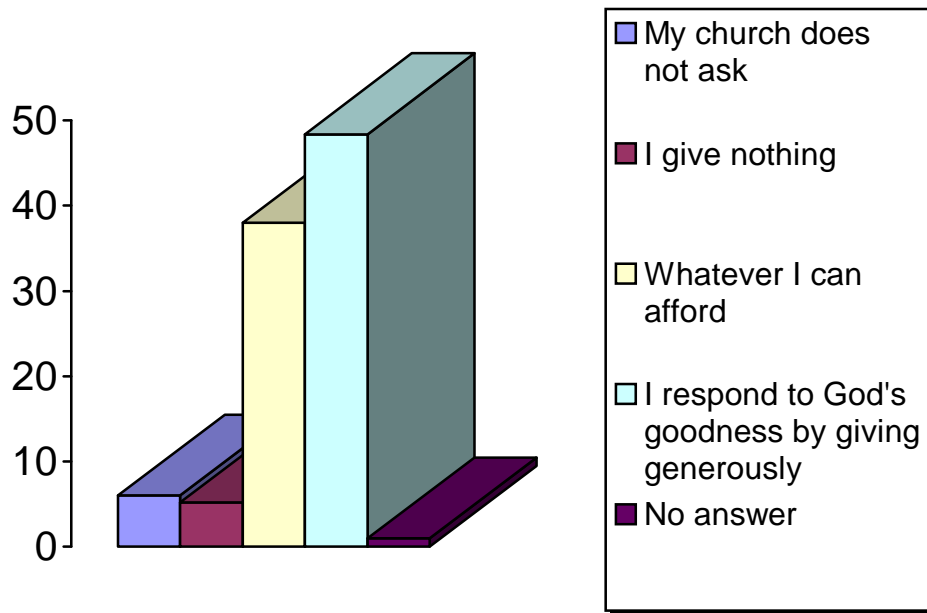 50
40
30
20
10
0
My church does
not ask
I give nothing
Whatever I can
afford
I respond to God's
goodness by giving
generously
No answer